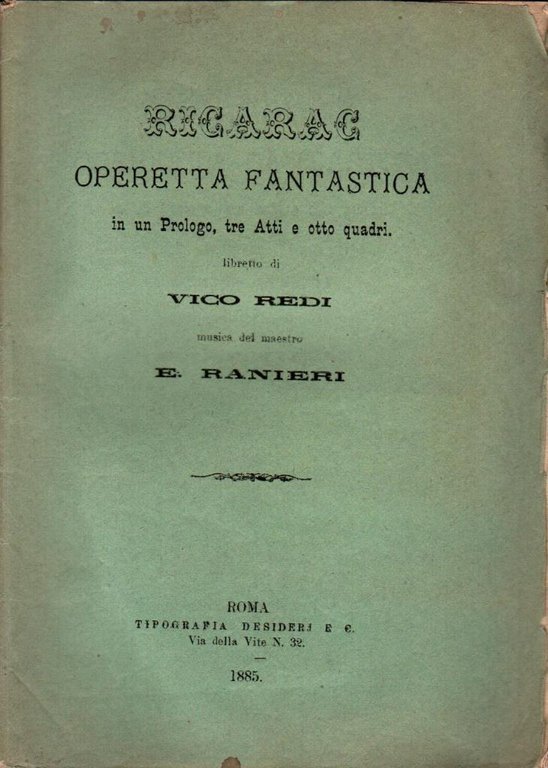 RICARAC
OPERETTA FANTASTICA
in un Prologo, tre Atti e otto quadri.
libretto di
VICO REDI
musica del maestro
E. RANIERI
ROMA
TIPOGRAFIA DESIDERJ E C.
Via della Vite N. 32.
1885.